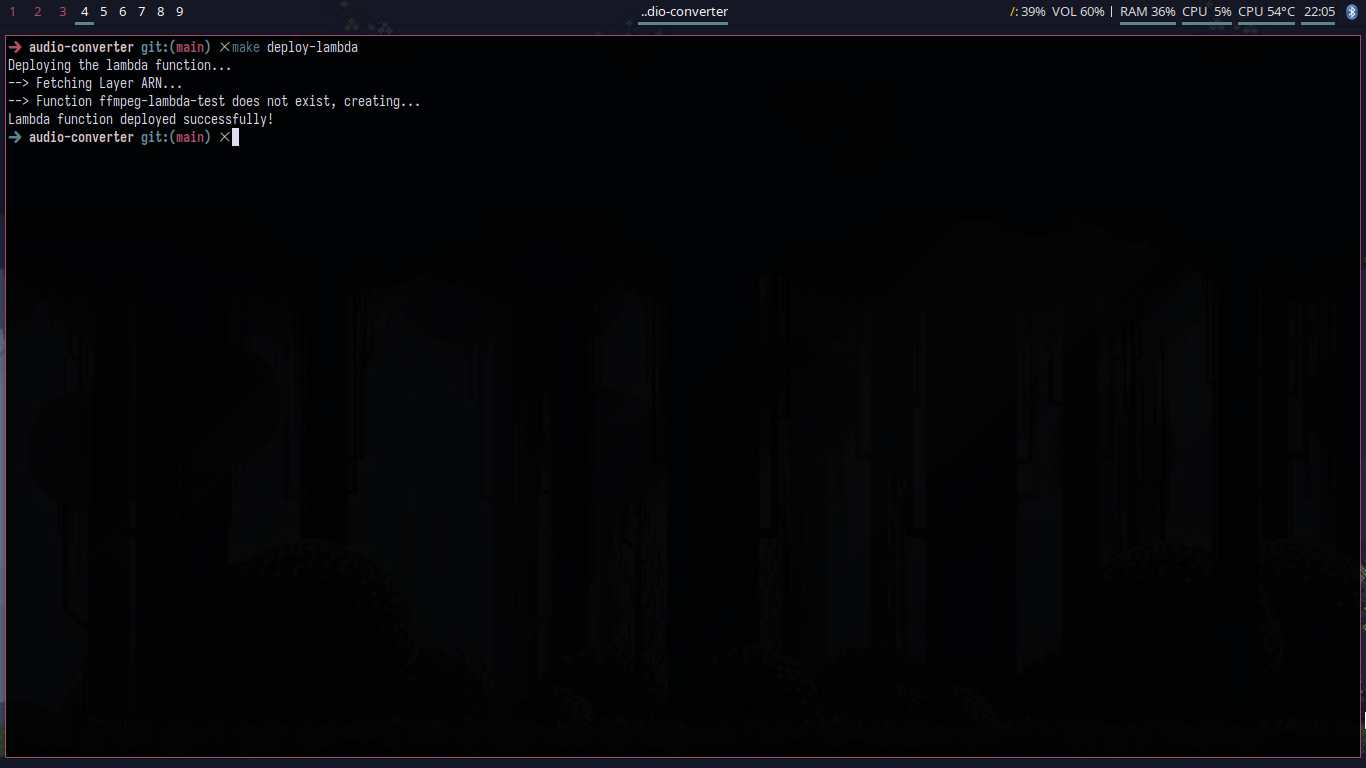 1 2 3 4 5 6 7 8 9 ..dio-converter /: 39% VOL 60% | RAM 36% CPU 5% CPU 54°C 22:05
→ audio-converter git:(main) ✕make deploy-lambda
Deploying the lambda function...
--> Fetching Layer ARN...
--> Function ffmpeg-lambda-test does not exist, creating...
Lambda function deployed successfully!
→ audio-converter git:(main) ✕